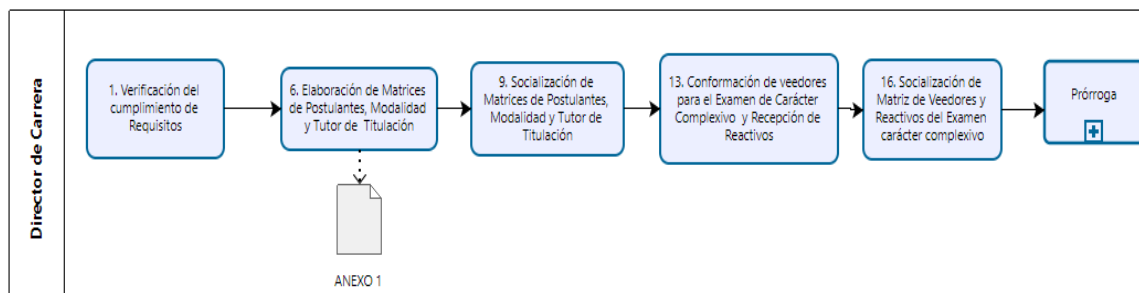 Director de Carrera
1. Verificación del
cumplimiento de
Requisitos
6. Elaboración de Matrices
de Postulantes, Modalidad
y Tutor de Titulación
9. Socialización de
Matrices de Postulantes,
Modalidad y Tutor de
Titulación
13. Conformación de veedores
para el Examen de Carácter
Complexivo y Recepción de
Reactivos
16. Socialización de
Matriz de Veedores y
Reactivos del Examen
carácter complexivo
Prórroga
ANEXO 1